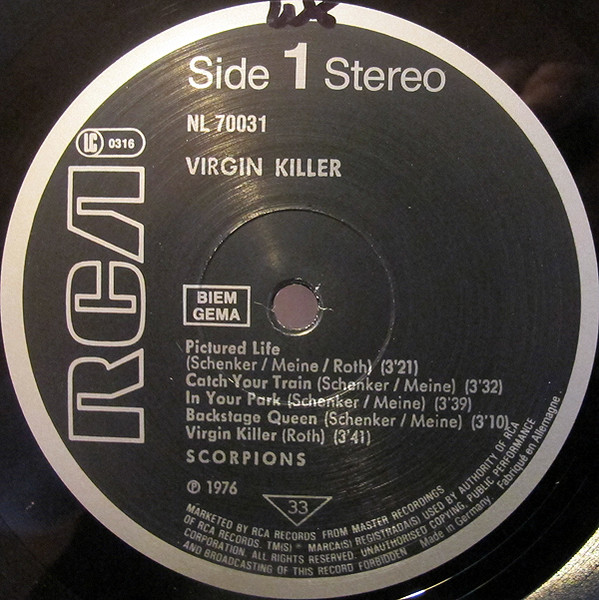 Side 1 Stereo
NL 70031
LC 0316
VIRGIN KILLER
RCA
BIEM
GEMA
Pictured Life
(Schenker / Meine / Roth) (3'21)
Catch Your Train (Schenker / Meine) (3'32)
In Your Park (Schenker / Meine) (3'39)
Backstage Queen (Schenker / Meine) (3'10)
Virgin Killer (Roth) (3'41)
SCORPIONS
℗ 1976
33
MARKETED BY RCA RECORDS FROM MASTER RECORDINGS
OF RCA RECORDS. TM(S) ® MARCA(S) REGISTRADA(S) USED BY AUTHORITY OF RCA
CORPORATION. ALL RIGHTS RESERVED. UNAUTHORISED COPYING PUBLIC PERFORMANCE
AND BROADCASTING OF THIS RECORD FORBIDDEN Made in Germany. Fabriqué en Allemagne.